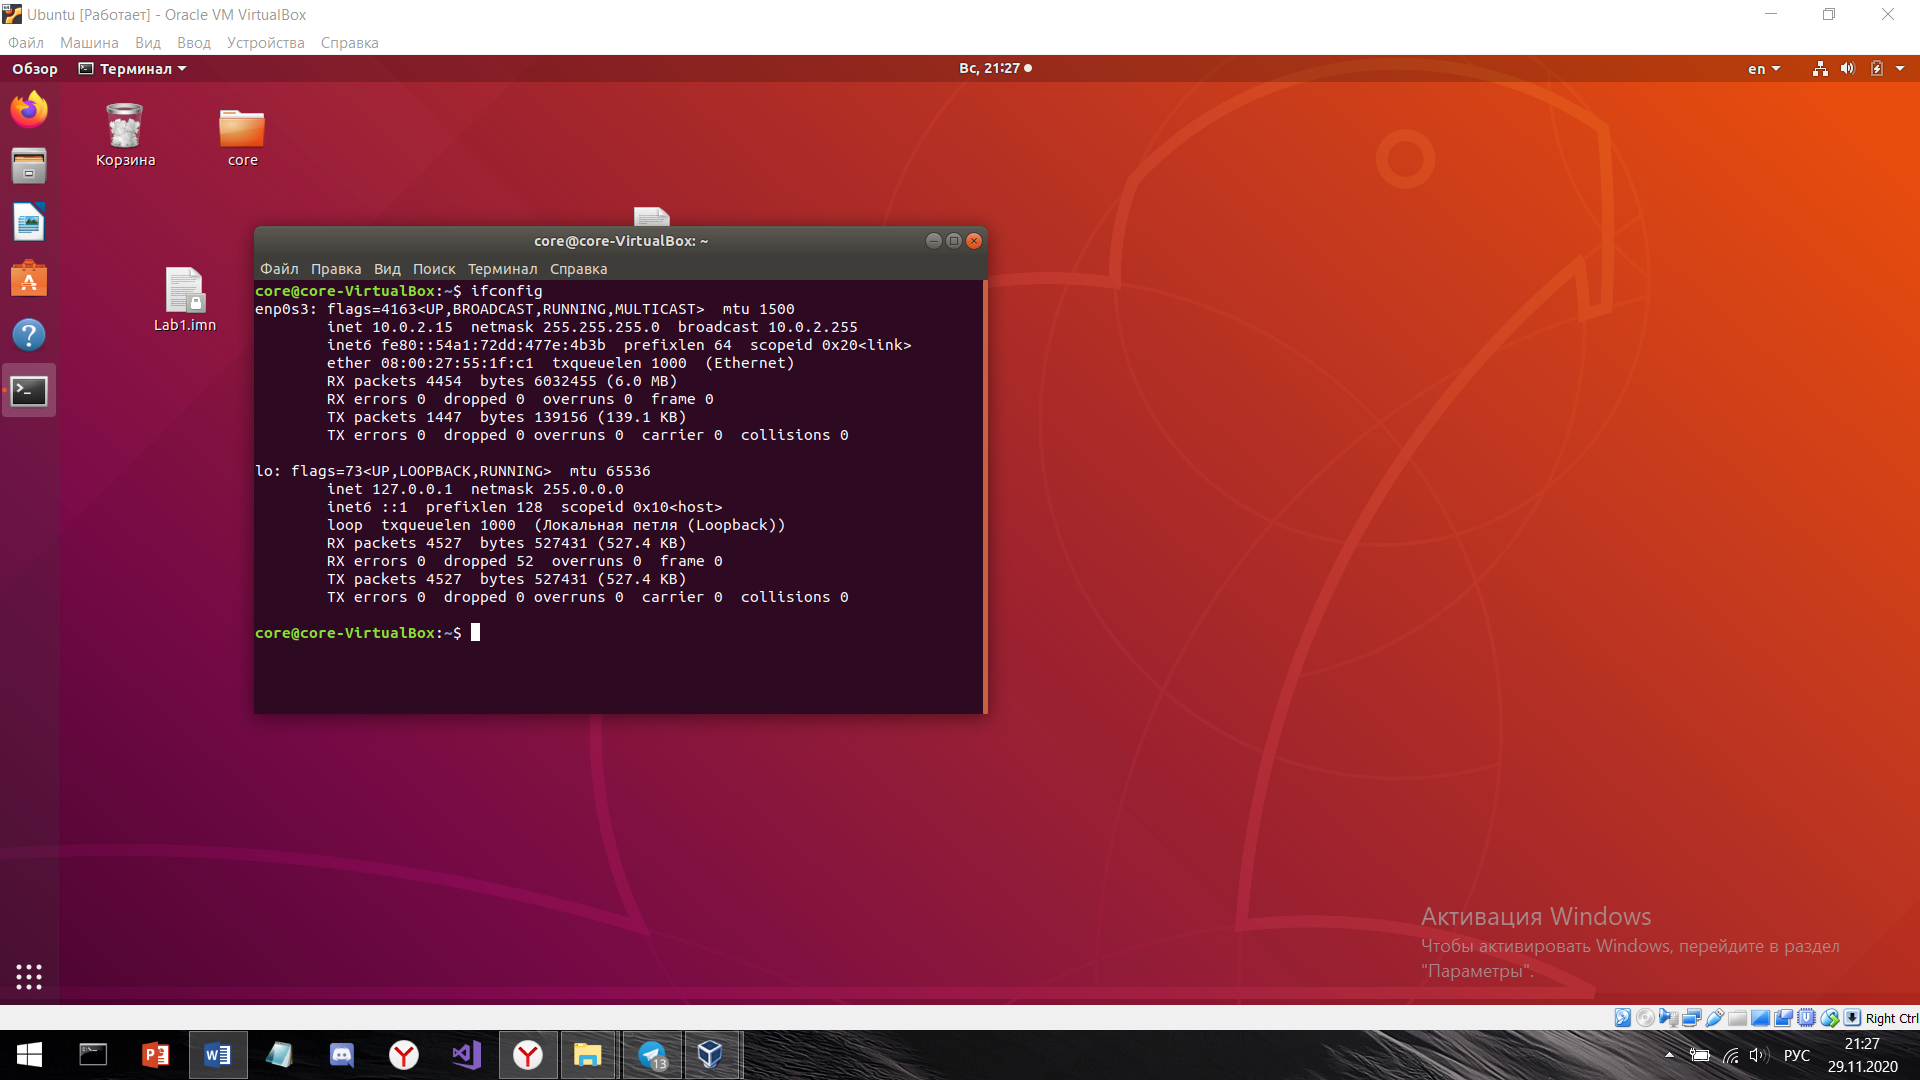 Ubuntu [Работает] - Oracle VM VirtualBox
Файл Машина Вид Ввод Устройства Справка
Обзор Терминал Вс, 21:27 en
Корзина
core
Lab1.imn
core@core-VirtualBox: ~
Файл Правка Вид Поиск Терминал Справка
core@core-VirtualBox:~$ ifconfig
enp0s3: flags=4163<UP,BROADCAST,RUNNING,MULTICAST>  mtu 1500
        inet 10.0.2.15  netmask 255.255.255.0  broadcast 10.0.2.255
        inet6 fe80::54a1:72dd:477e:4b3b  prefixlen 64  scopeid 0x20<link>
        ether 08:00:27:55:1f:c1  txqueuelen 1000  (Ethernet)
        RX packets 4454  bytes 6032455 (6.0 MB)
        RX errors 0  dropped 0  overruns 0  frame 0
        TX packets 1447  bytes 139156 (139.1 KB)
        TX errors 0  dropped 0 overruns 0  carrier 0  collisions 0
lo: flags=73<UP,LOOPBACK,RUNNING>  mtu 65536
        inet 127.0.0.1  netmask 255.0.0.0
        inet6 ::1  prefixlen 128  scopeid 0x10<host>
        loop  txqueuelen 1000  (Локальная петля (Loopback))
        RX packets 4527  bytes 527431 (527.4 KB)
        RX errors 0  dropped 52  overruns 0  frame 0
        TX packets 4527  bytes 527431 (527.4 KB)
        TX errors 0  dropped 0 overruns 0  carrier 0  collisions 0
core@core-VirtualBox:~$
Активация Windows
Чтобы активировать Windows, перейдите в раздел
"Параметры".
Right Ctrl
13
РУС
21:27
29.11.2020